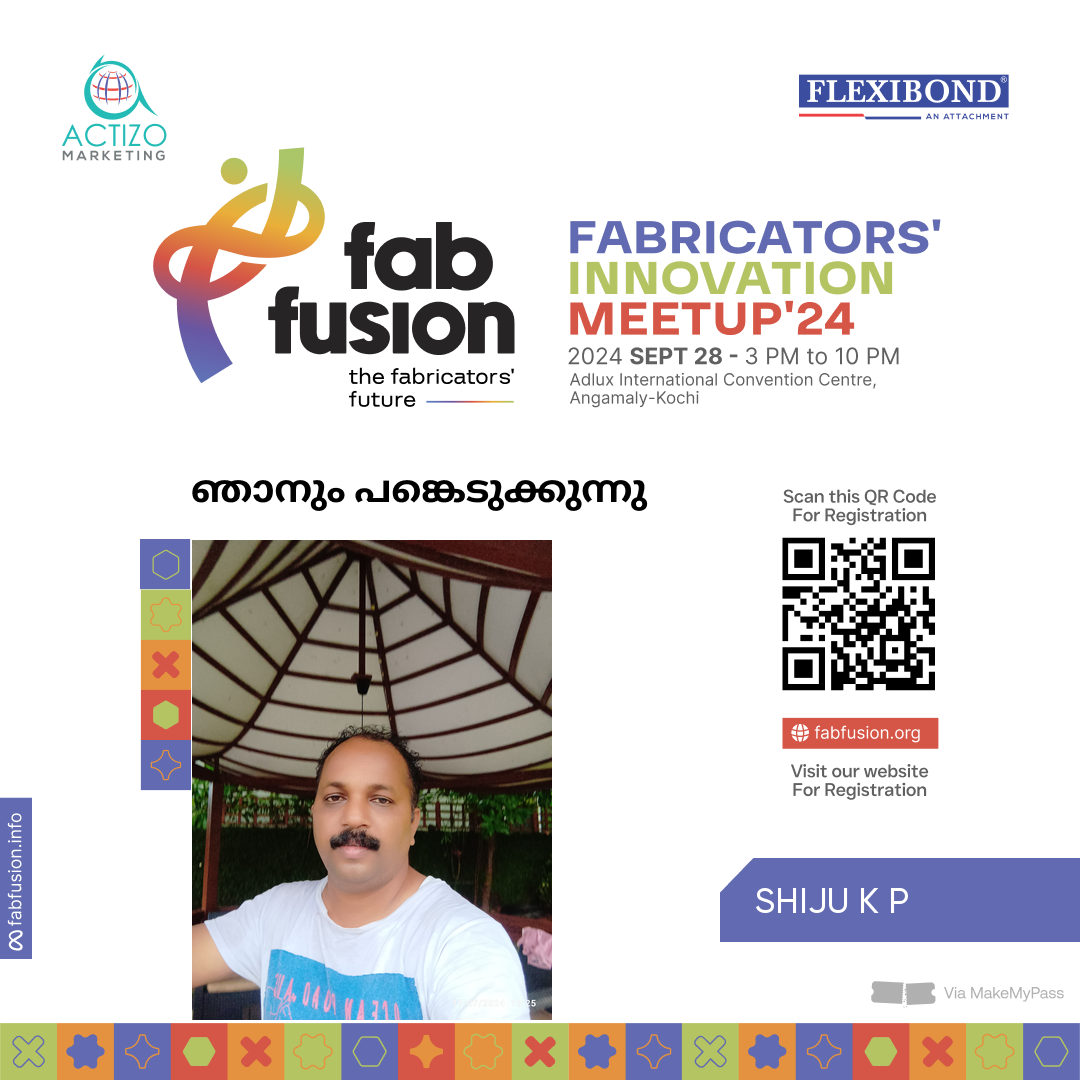 ACTIZO
MARKETING
FLEXIBOND®
AN ATTACHMENT
fab
fusion
the fabricators'
future
FABRICATORS'
INNOVATION
MEETUP'24
2024 SEPT 28 - 3 PM to 10 PM
Adlux International Convention Centre,
Angamaly-Kochi
ഞാനും പങ്കെടുക്കുന്നു
Scan this QR Code
For Registration
fabfusion.org
Visit our website
For Registration
fabfusion.info
SHIJU K P
Via MakeMyPass